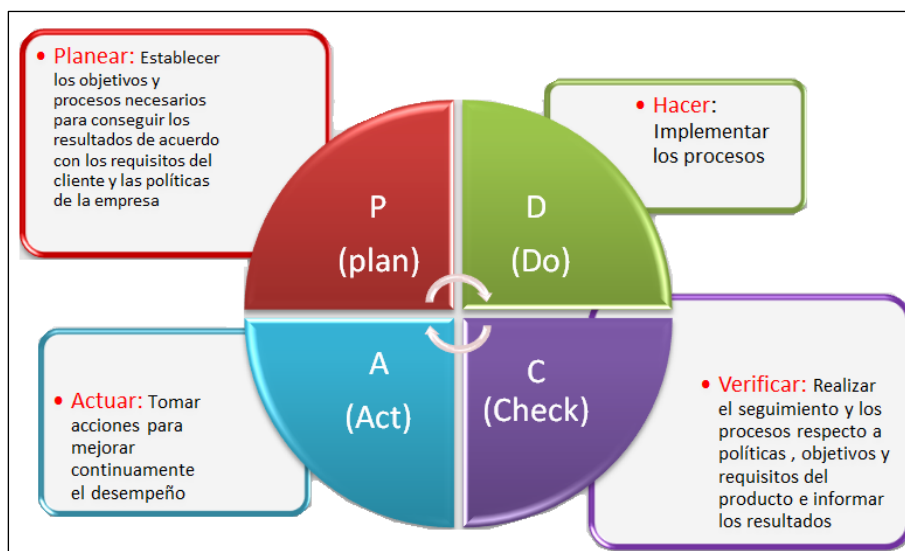 • Planear: Establecer
los objetivos y
procesos necesarios
para conseguir los
resultados de acuerdo
con los requisitos del
cliente y las políticas
de la empresa
• Hacer:
Implementar
los procesos
P
(plan)
D
(Do)
A
(Act)
C
(Check)
• Actuar: Tomar
acciones para
mejorar
continuamente
el desempeño
• Verificar: Realizar
el seguimiento y los
procesos respecto a
políticas , objetivos y
requisitos del
producto e informar
los resultados